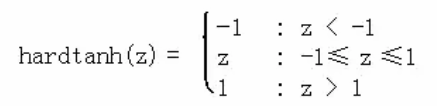 -1 : z < -1
hardtanh(z) = z : -1≤ z ≤1
1 : z > 1